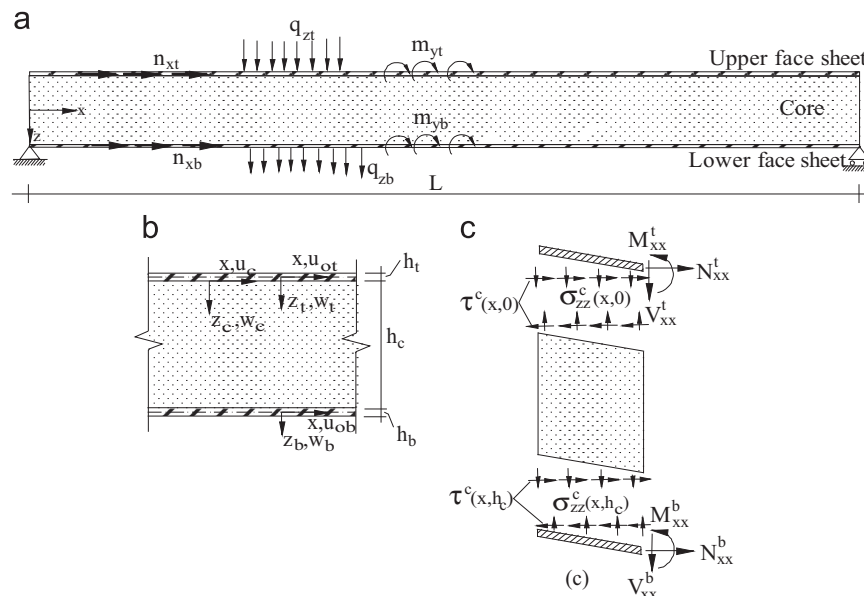 a
q_zt
n_xt
m_yt
Upper face sheet
x
z
Core
m_yb
n_xb
q_zb
Lower face sheet
L
b
x,u_c
x,u_ot
h_t
z_c,w_c
z_t,w_t
h_c
x,u_ob
z_b,w_b
h_b
c
M^t_xx
N^t_xx
τ^c(x,0)
σ^c_zz(x,0)
V^t_xx
τ^c(x,h_c)
σ^c_zz(x,h_c)
M^b_xx
N^b_xx
V^b_xx
(c)